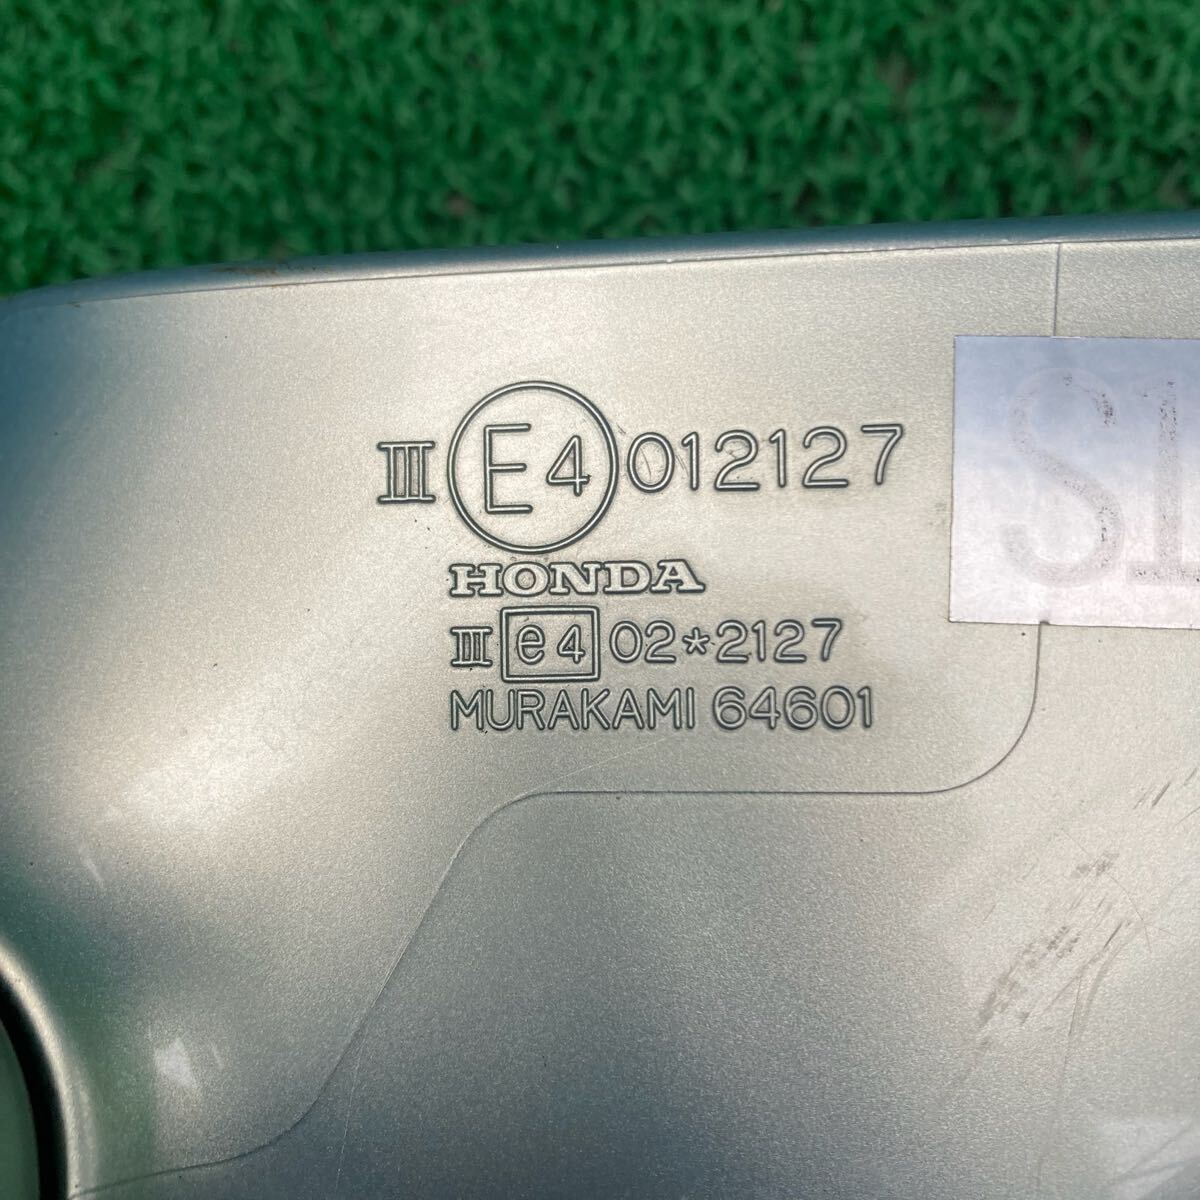 III E4 012127
HONDA
III e4 02*2127
MURAKAMI 64601